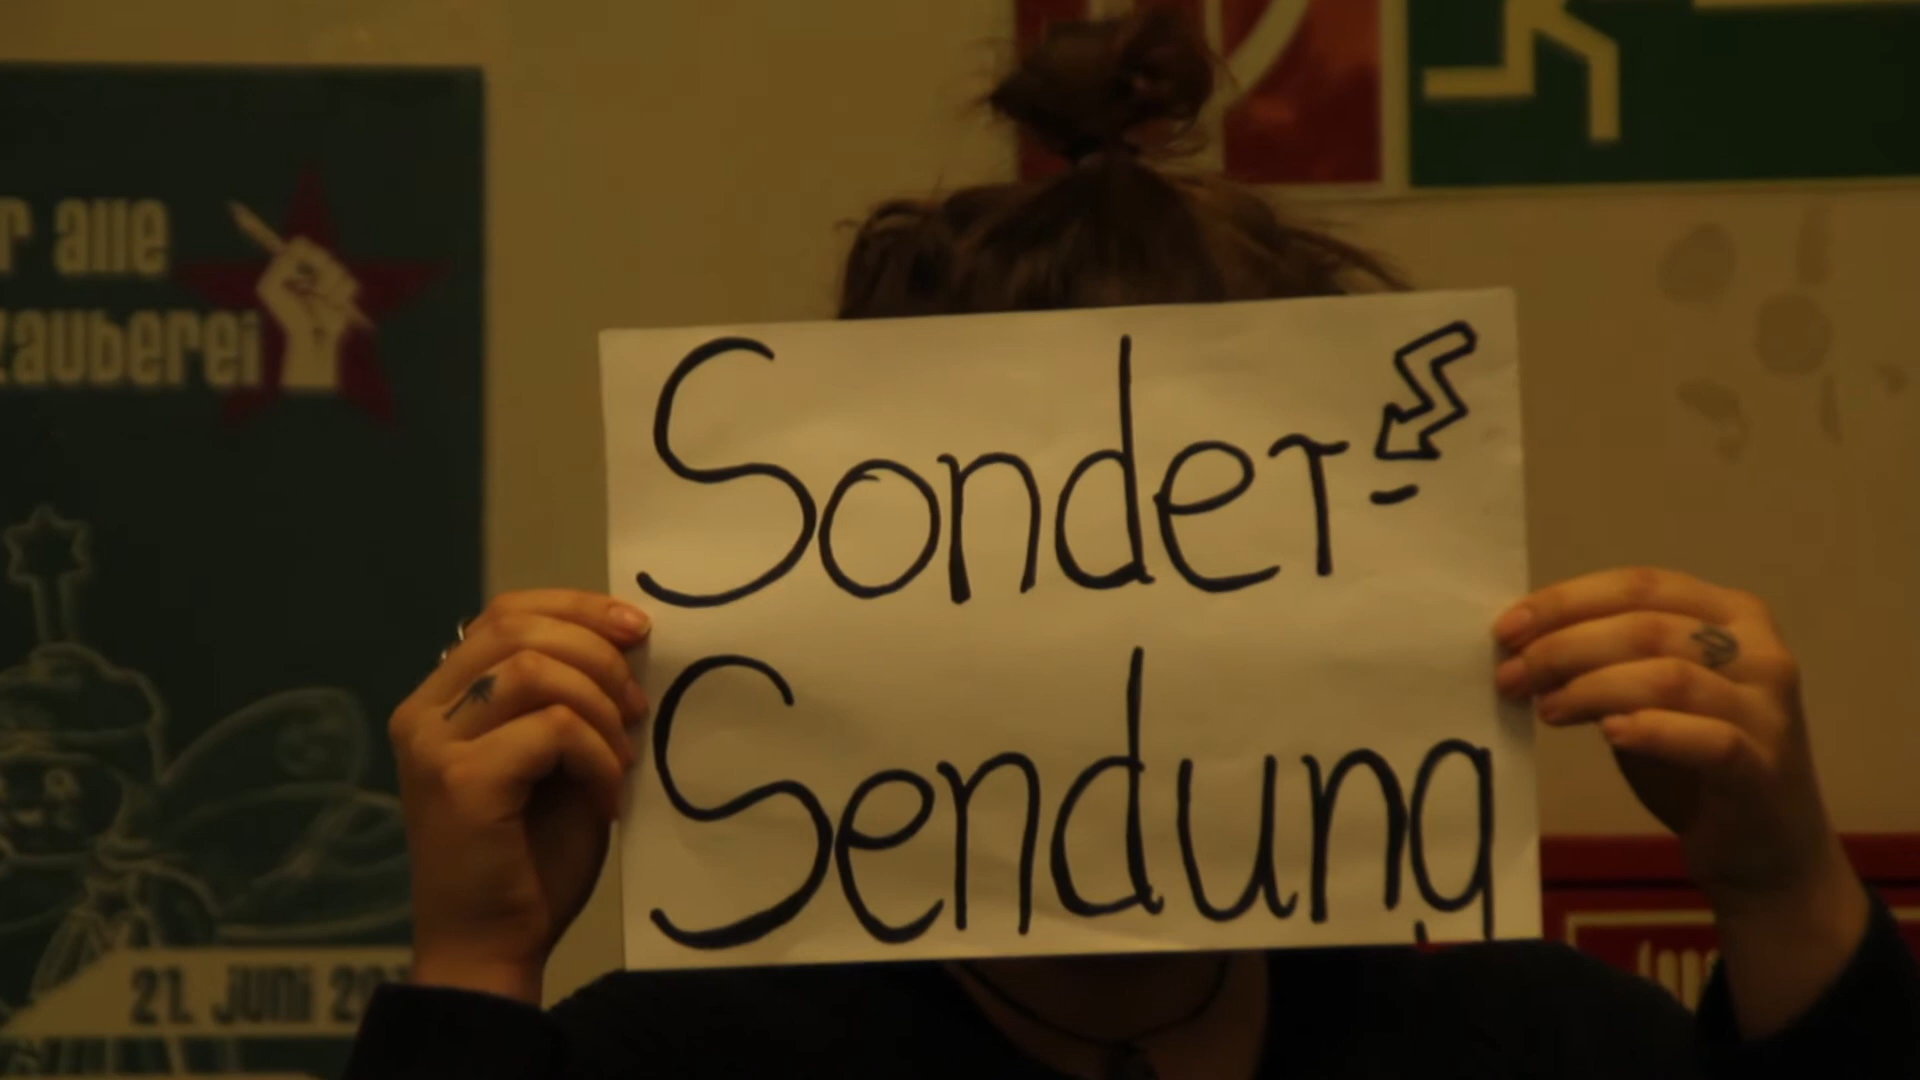 r alle
zauberei
Sonder-
Sendung
21. Juni 20